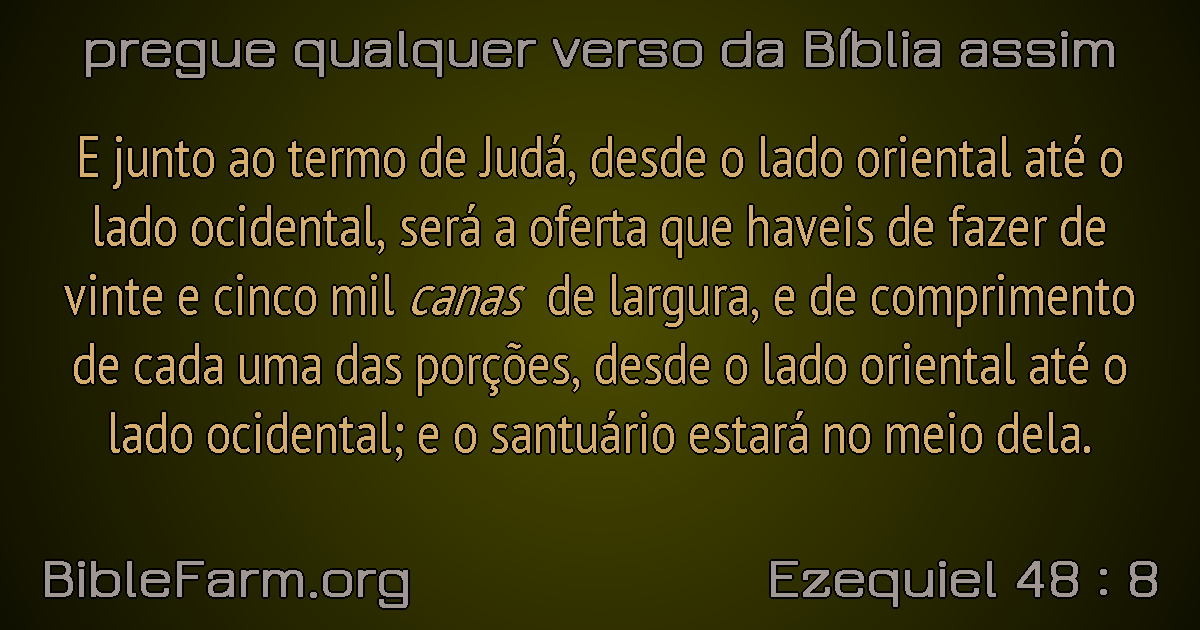 pregue qualquer verso da Bíblia assim
E junto ao termo de Judá, desde o lado oriental até o
lado ocidental, será a oferta que haveis de fazer de
vinte e cinco mil canas de largura, e de comprimento
de cada uma das porções, desde o lado oriental até o
lado ocidental; e o santuário estará no meio dela.
BibleFarm.org
Ezequiel 48 : 8